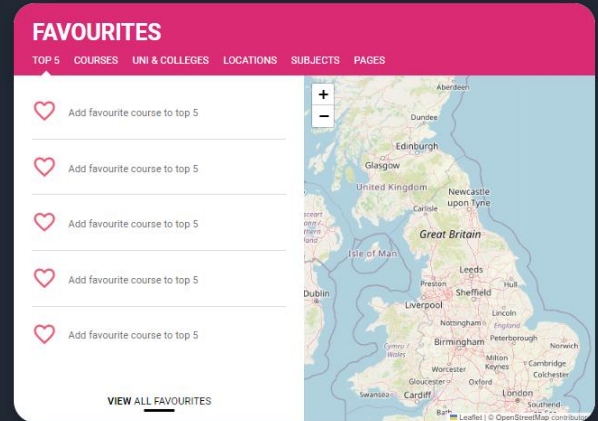 FAVOURITES
TOP 5 COURSES UNI & COLLEGES LOCATIONS SUBJECTS PAGES
Add favourite course to top 5
Add favourite course to top 5
Add favourite course to top 5
Add favourite course to top 5
Add favourite course to top 5
VIEW ALL FAVOURITES
+
−
Aberdeen
Dundee
Edinburgh
Glasgow
United Kingdom
Newcastle
upon Tyne
Carlisle
Great Britain
Isle of Man
Leeds
Preston
Hull
Sheffield
Dublin
Liverpool
Lincoln
Nottingham
England
Cymru /
Wales
Birmingham
Peterborough
Norwich
Milton
Keynes
Cambridge
Worcester
Colchester
Gloucester
Oxford
Swansea
Cardiff
London
Southend-
Bath
Leaflet | © OpenStreetMap contributors